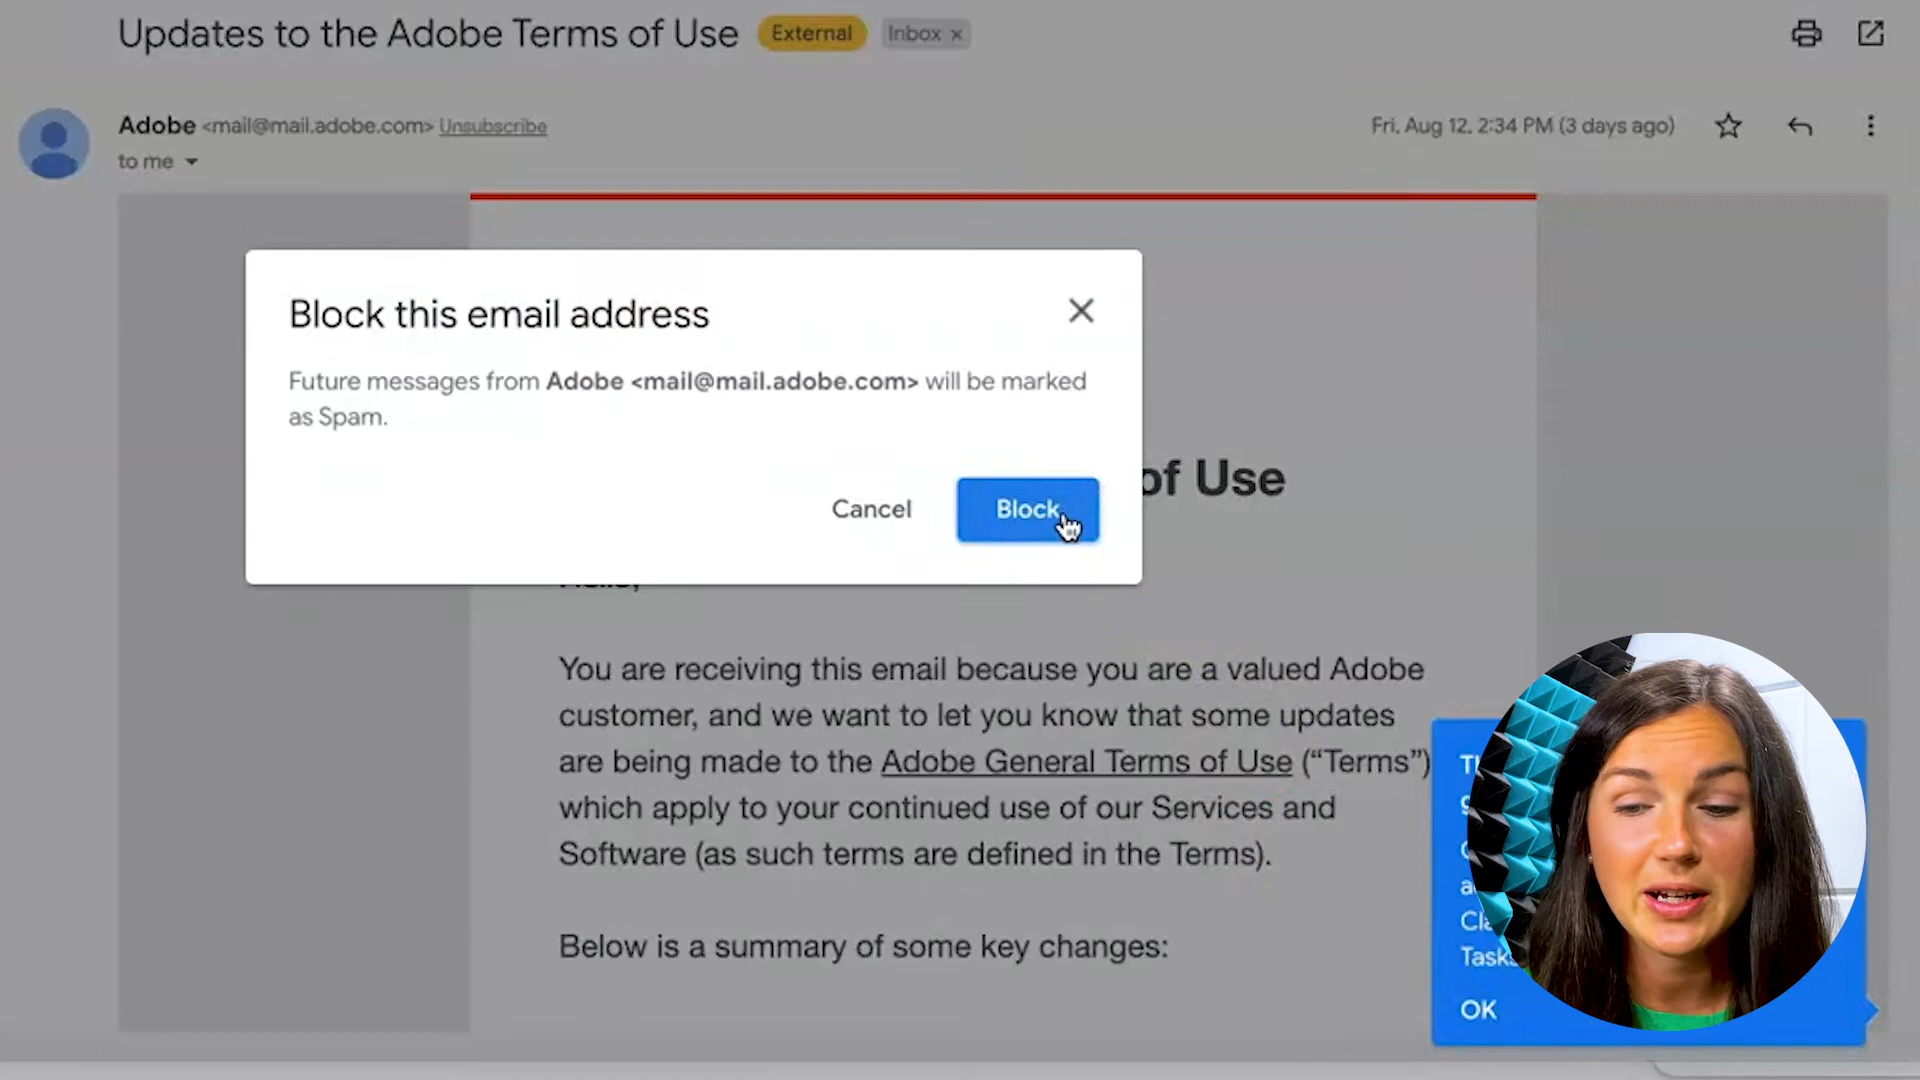 Updates to the Adobe Terms of Use External Inbox ×
Adobe <mail@mail.adobe.com> Unsubscribe
Fri, Aug 12, 2:34 PM (3 days ago)
to me
Block this email address
Future messages from Adobe <mail@mail.adobe.com> will be marked
as Spam.
Cancel Block
of Use
Hello,
You are receiving this email because you are a valued Adobe
customer, and we want to let you know that some updates
are being made to the Adobe General Terms of Use (“Terms”)
which apply to your continued use of our Services and
Software (as such terms are defined in the Terms).
Below is a summary of some key changes:
Tasks
OK